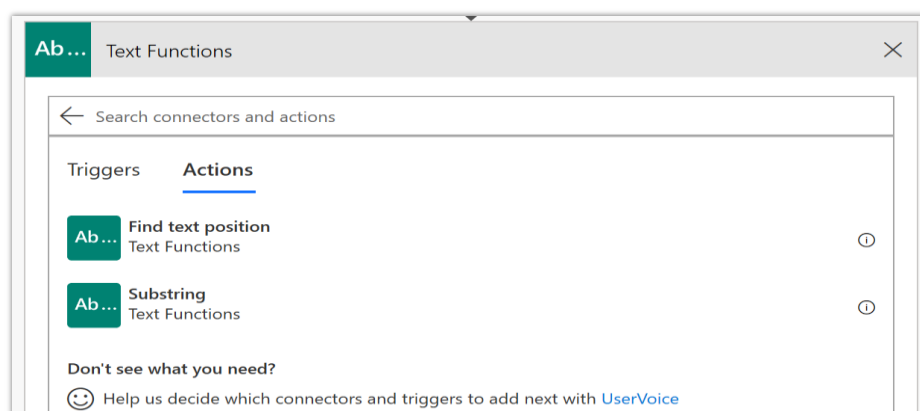 Ab...
Text Functions
Search connectors and actions
Triggers Actions
Ab...
Find text position
Text Functions
Ab...
Substring
Text Functions
Don't see what you need?
Help us decide which connectors and triggers to add next with UserVoice